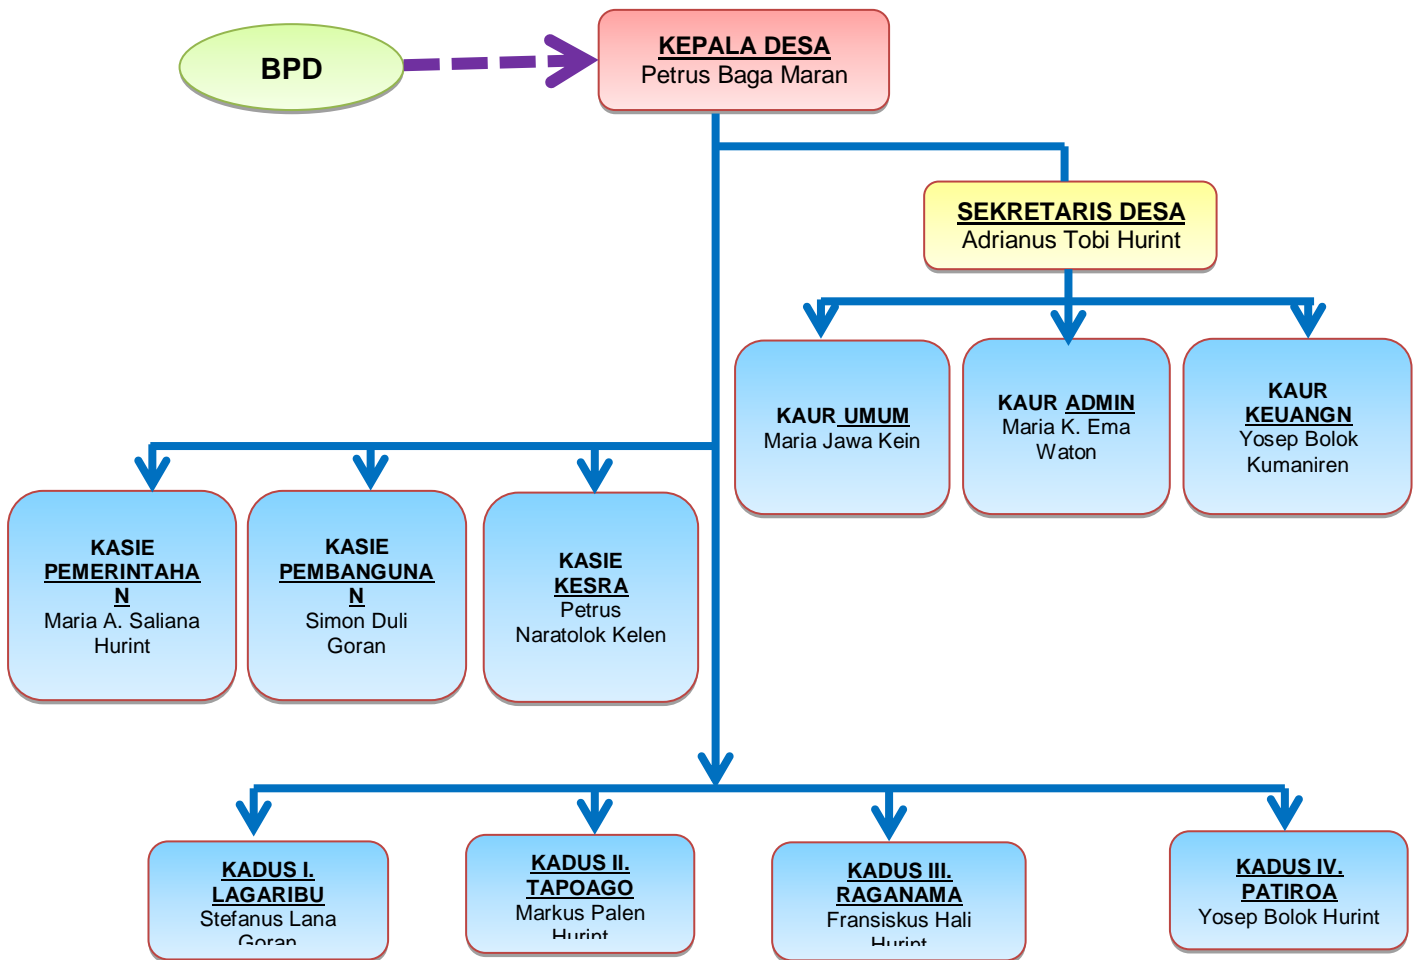 BPD
KEPALA DESA
Petrus Baga Maran
SEKRETARIS DESA
Adrianus Tobi Hurint
KAUR UMUM
Maria Jawa Kein
KAUR ADMIN
Maria K. Ema
Waton
KAUR
KEUANGN
Yosep Bolok
Kumaniren
KASIE
PEMERINTAHA
N
Maria A. Saliana
Hurint
KASIE
PEMBANGUNA
N
Simon Duli
Goran
KASIE
KESRA
Petrus
Naratolok Kelen
KADUS I.
LAGARIBU
Stefanus Lana
Goran
KADUS II.
TAPOAGO
Markus Palen
Hurint
KADUS III.
RAGANAMA
Fransiskus Hali
Hurint
KADUS IV.
PATIROA
Yosep Bolok Hurint